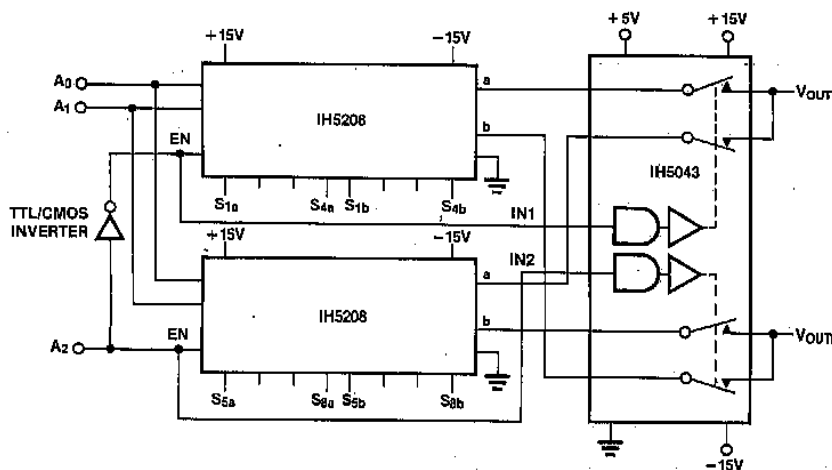 +5V
+15V
+15V
−15V
A0
A1
IH5208
a
b
VOUT
EN
IH5043
S1a
S4a
S1b
S4b
TTL/CMOS
INVERTER
IN1
+15V
−15V
IN2
a
IH5208
b
EN
A2
VOUT
S5a
S8a
S5b
S8b
−15V